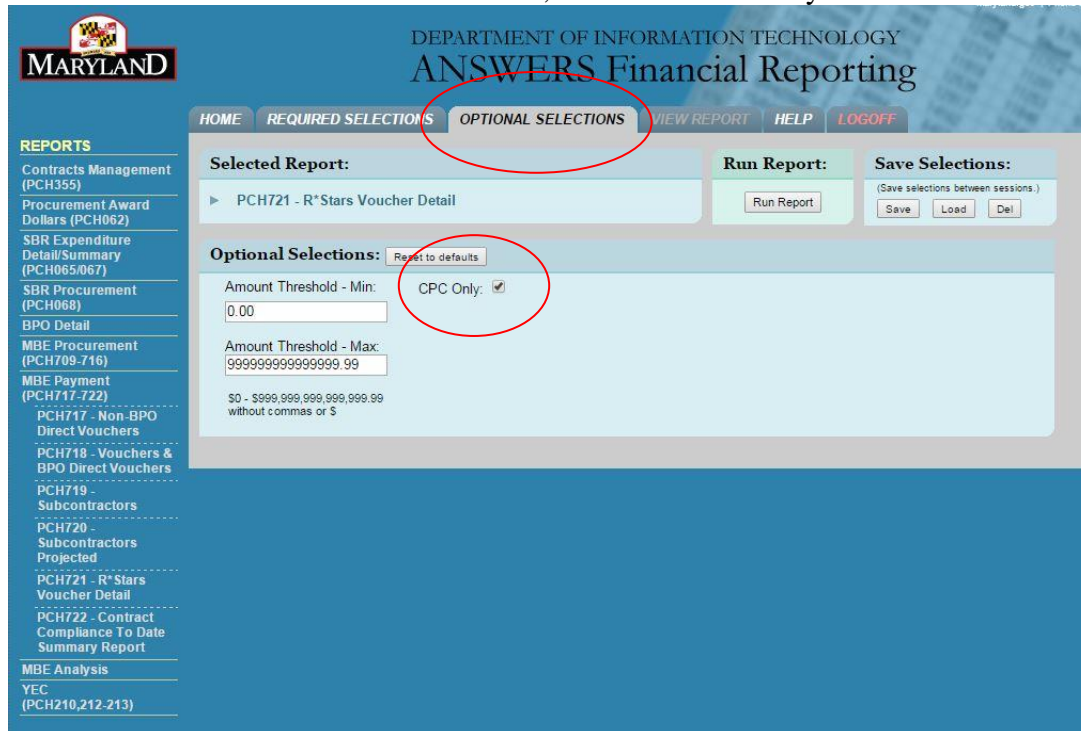 MARYLAND
DEPARTMENT OF INFORMATION TECHNOLOGY
ANSWERS Financial Reporting
HOME REQUIRED SELECTIONS OPTIONAL SELECTIONS VIEW REPORT HELP LOGOFF
REPORTS
Contracts Management
(PCH355)
Procurement Award
Dollars (PCH062)
SBR Expenditure
Detail/Summary
(PCH065/067)
SBR Procurement
(PCH068)
BPO Detail
MBE Procurement
(PCH709-716)
MBE Payment
(PCH717-722)
PCH717 - Non-BPO
Direct Vouchers
PCH718 - Vouchers &
BPO Direct Vouchers
PCH719 -
Subcontractors
PCH720 -
Subcontractors
Projected
PCH721 - R*Stars
Voucher Detail
PCH722 - Contract
Compliance To Date
Summary Report
MBE Analysis
YEC
(PCH210,212-213)
Selected Report:
PCH721 - R*Stars Voucher Detail
Run Report:
Run Report
Save Selections:
(Save selections between sessions.)
Save Load Del
Optional Selections: Reset to defaults
Amount Threshold - Min: CPC Only:
0.00
Amount Threshold - Max:
999999999999999.99
$0 - $999,999,999,999,999.99
without commas or $